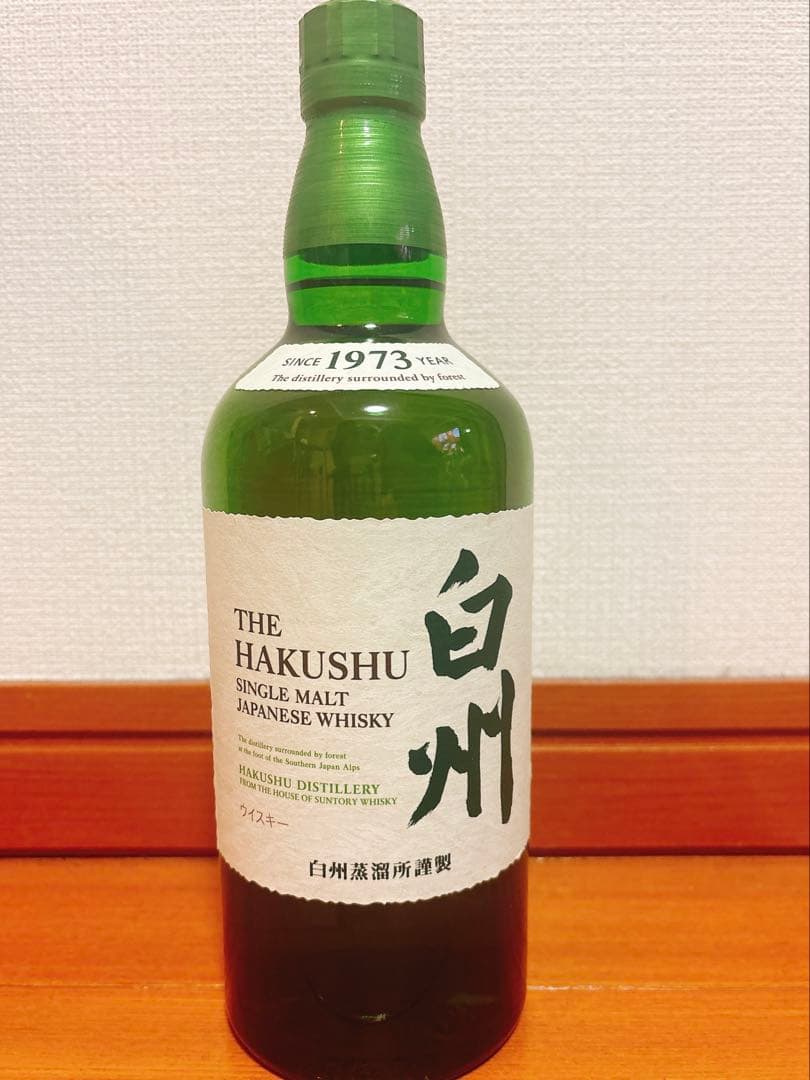 SINCE 1973 YEAR
The distillery surrounded by forest
THE
HAKUSHU
SINGLE MALT
JAPANESE WHISKY
白州
The distillery surrounded by forest
at the foot of the Southern Japan Alps
HAKUSHU DISTILLERY
FROM THE HOUSE OF SUNTORY WHISKY
ウイスキー
白州蒸溜所謹製